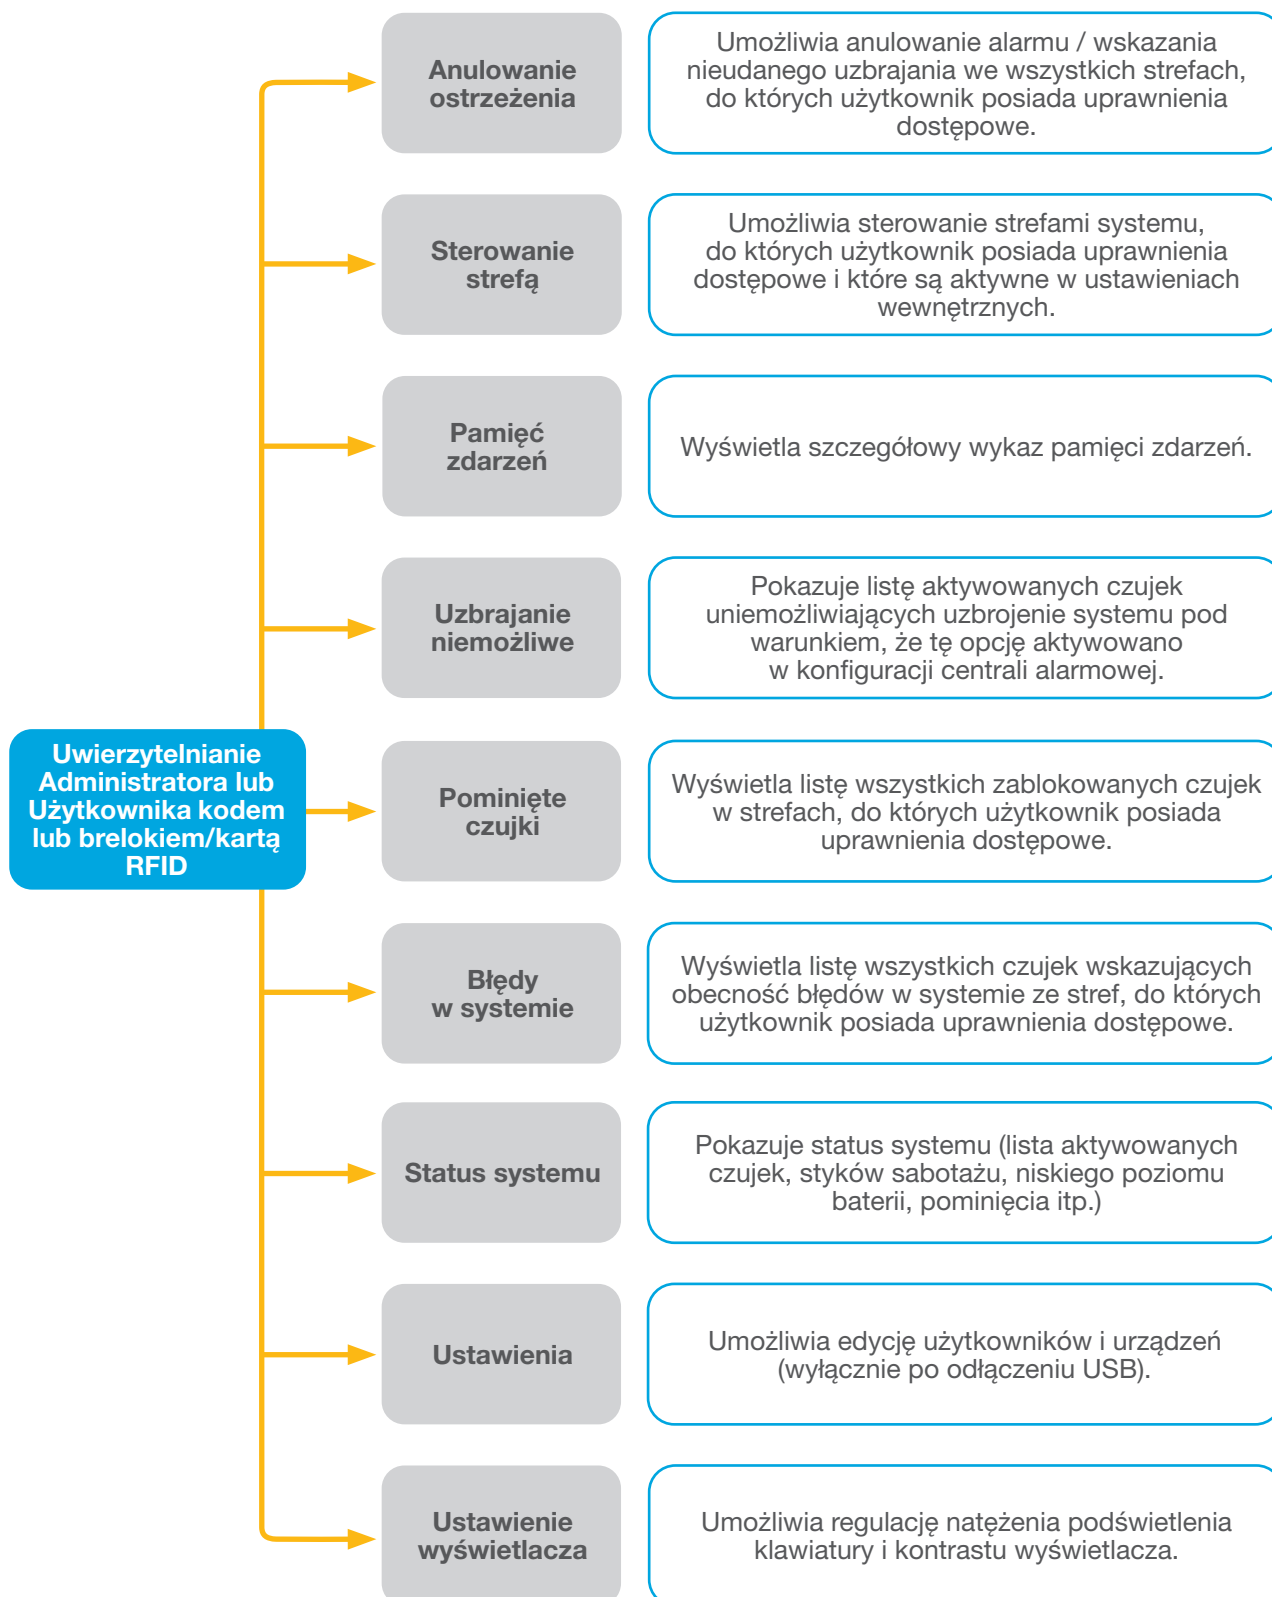 Anulowanie
ostrzeżenia
Umożliwia anulowanie alarmu / wskazania
nieudanego uzbrajania we wszystkich strefach,
do których użytkownik posiada uprawnienia
dostępowe.
Sterowanie
strefą
Umożliwia sterowanie strefami systemu,
do których użytkownik posiada uprawnienia
dostępowe i które są aktywne w ustawieniach
wewnętrznych.
Pamięć
zdarzeń
Wyświetla szczegółowy wykaz pamięci zdarzeń.
Uzbrajanie
niemożliwe
Pokazuje listę aktywowanych czujek
uniemożliwiających uzbrojenie systemu pod
warunkiem, że tę opcję aktywowano
w konfiguracji centrali alarmowej.
Uwierzytelnianie
Administratora lub
Użytkownika kodem
lub brelokiem/kartą
RFID
Pominięte
czujki
Wyświetla listę wszystkich zablokowanych czujek
w strefach, do których użytkownik posiada
uprawnienia dostępowe.
Błędy
w systemie
Wyświetla listę wszystkich czujek wskazujących
obecność błędów w systemie ze stref, do których
użytkownik posiada uprawnienia dostępowe.
Status systemu
Pokazuje status systemu (lista aktywowanych
czujek, styków sabotażu, niskiego poziomu
baterii, pominięcia itp.)
Ustawienia
Umożliwia edycję użytkowników i urządzeń
(wyłącznie po odłączeniu USB).
Ustawienie
wyświetlacza
Umożliwia regulację natężenia podświetlenia
klawiatury i kontrastu wyświetlacza.